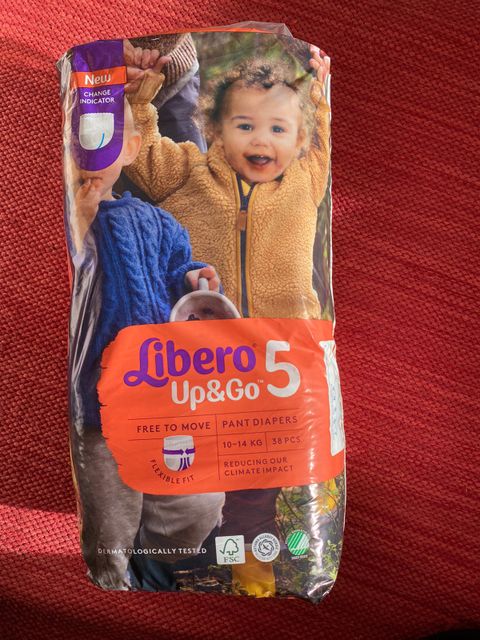 New
CHANGE
INDICATOR
Libero
Up&Go™ 5
FREE TO MOVE
FLEXIBLE FIT
PANT DIAPERS
10-14 KG
38 PCS
REDUCING OUR
CLIMATE IMPACT
DERMATOLOGICALLY TESTED
FSC